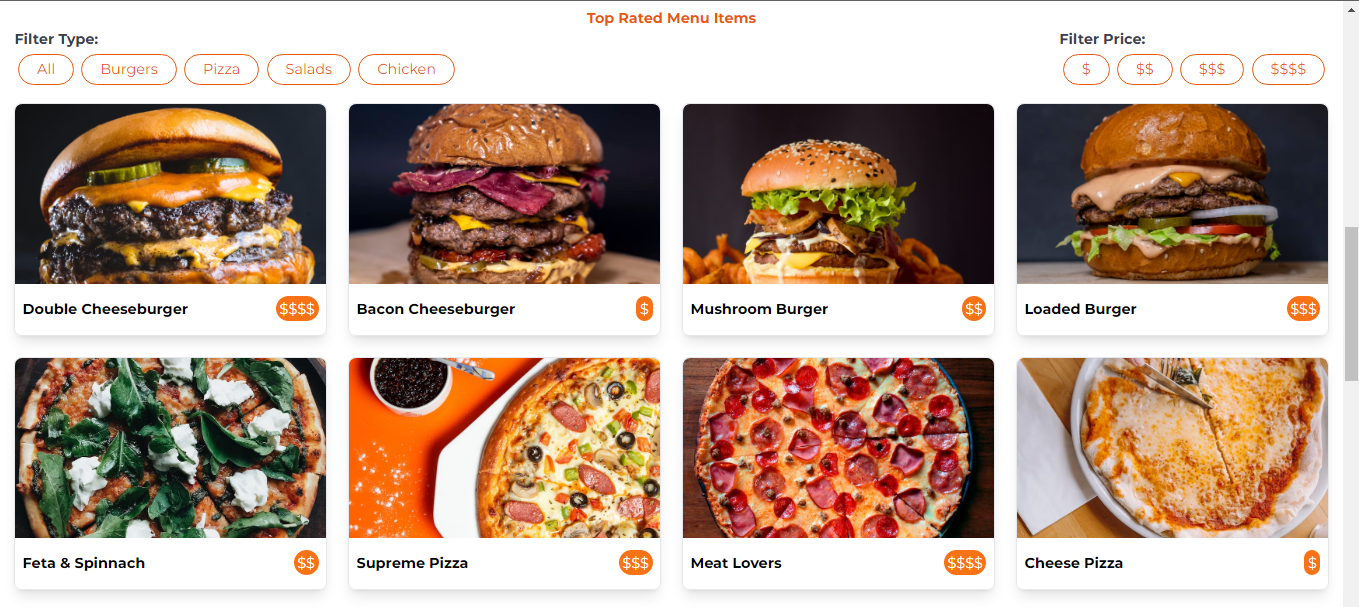 Top Rated Menu Items
Filter Type:
Filter Price:
All Burgers Pizza Salads Chicken
$ $$ $$$ $$$$
Double Cheeseburger $$$$
Bacon Cheeseburger $
Mushroom Burger $$
Loaded Burger $$$
Feta & Spinnach $$
Supreme Pizza $$$
Meat Lovers $$$$
Cheese Pizza $